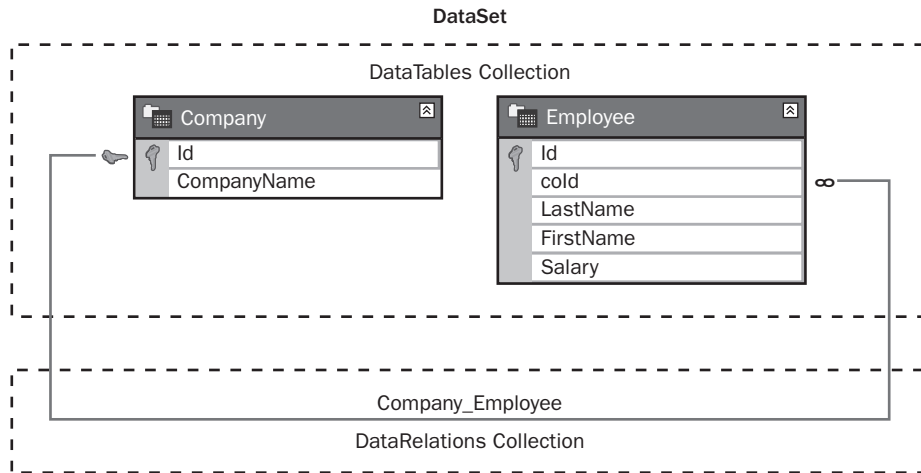 DataSet
DataTables Collection
Company
Id
CompanyName
Employee
Id
coId
LastName
FirstName
Salary
Company_Employee
DataRelations Collection